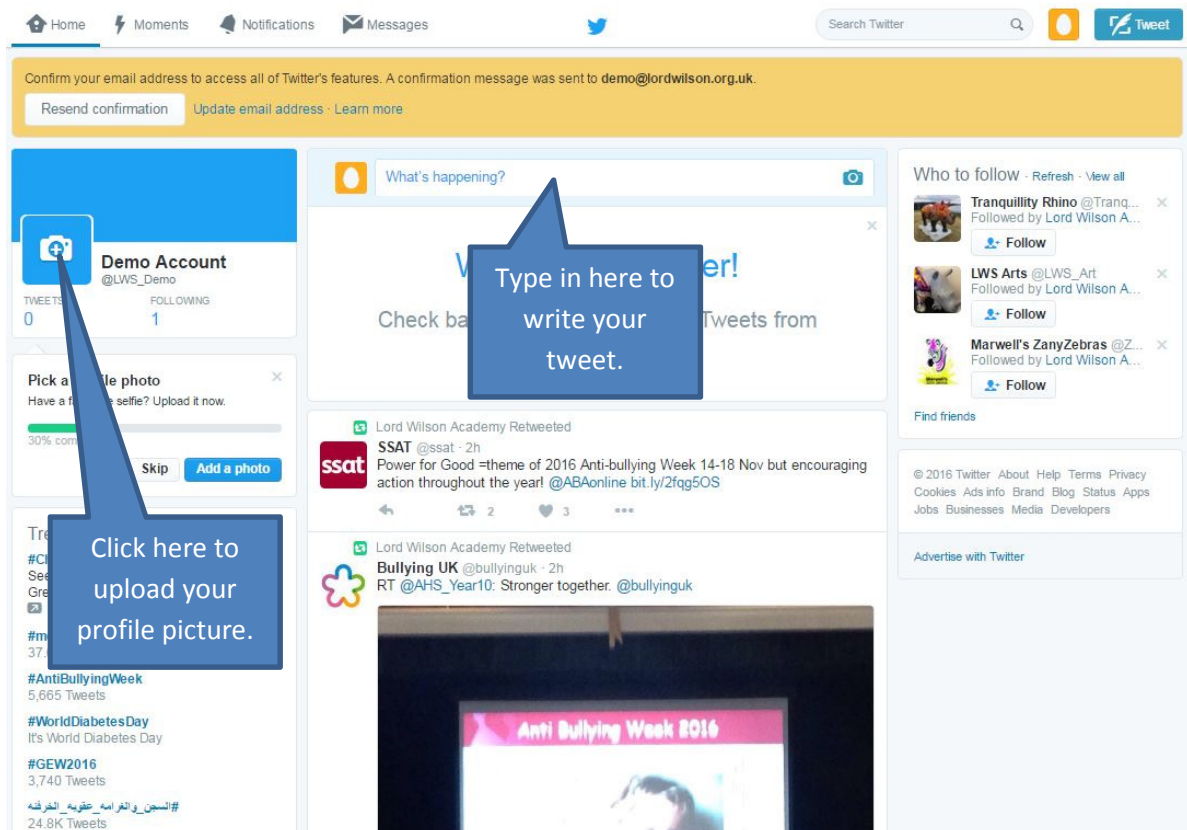 Home
Moments
Notifications
Messages
Search Twitter
Tweet
Confirm your email address to access all of Twitter's features. A confirmation message was sent to demo@lordwilson.org.uk.
Resend confirmation
Update email address · Learn more
Demo Account
@LWS_Demo
TWEETS FOLLOWING
0 1
Pick a file photo
Have a selfie? Upload it now.
30%
Skip
Add a photo
Click here to
upload your
profile picture.
#AntiBullyingWeek
5,665 Tweets
#WorldDiabetesDay
It's World Diabetes Day
#GEW2016
3,740 Tweets
#السجن_والغرامه_عقوبه_الخرفنه
24.8K Tweets
What's happening?
Type in here to
write your
tweet.
er!
Check Tweets from
Lord Wilson Academy Retweeted
ssat
SSAT @ssat · 2h
Power for Good =theme of 2016 Anti-bullying Week 14-18 Nov but encouraging
action throughout the year! @ABAonline bit.ly/2fqg5OS
2 3
Lord Wilson Academy Retweeted
Bullying UK @bullyinguk · 2h
RT @AHS_Year10: Stronger together. @bullyinguk
Anti Bullying Week 2016
Who to follow · Refresh · View all
Tranquillity Rhino @Tranq...
Followed by Lord Wilson A...
Follow
LWS Arts @LWS_Art
Followed by Lord Wilson A...
Follow
Marwell's ZanyZebras @Z...
Followed by Lord Wilson A...
Follow
Find friends
© 2016 Twitter About Help Terms Privacy
Cookies Ads info Brand Blog Status Apps
Jobs Businesses Media Developers
Advertise with Twitter